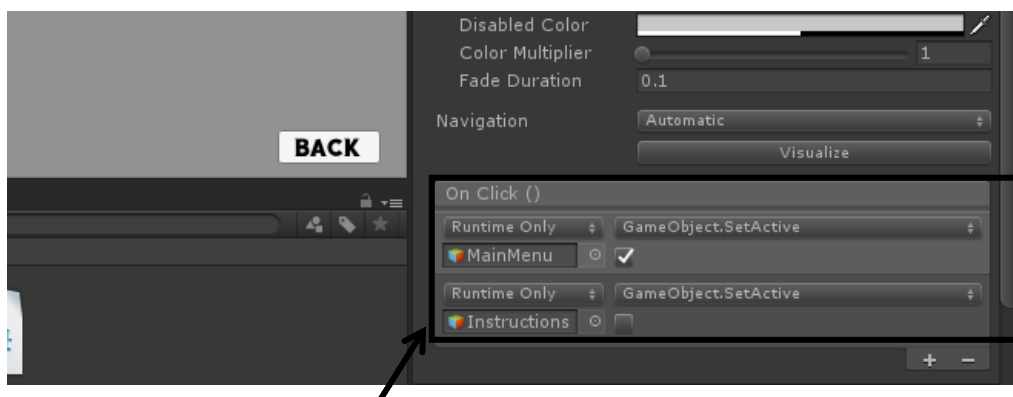 Disabled Color
Color Multiplier 1
Fade Duration 0.1
Navigation Automatic
BACK
Visualize
On Click ()
Runtime Only GameObject.SetActive
MainMenu
Runtime Only GameObject.SetActive
Instructions
+ −